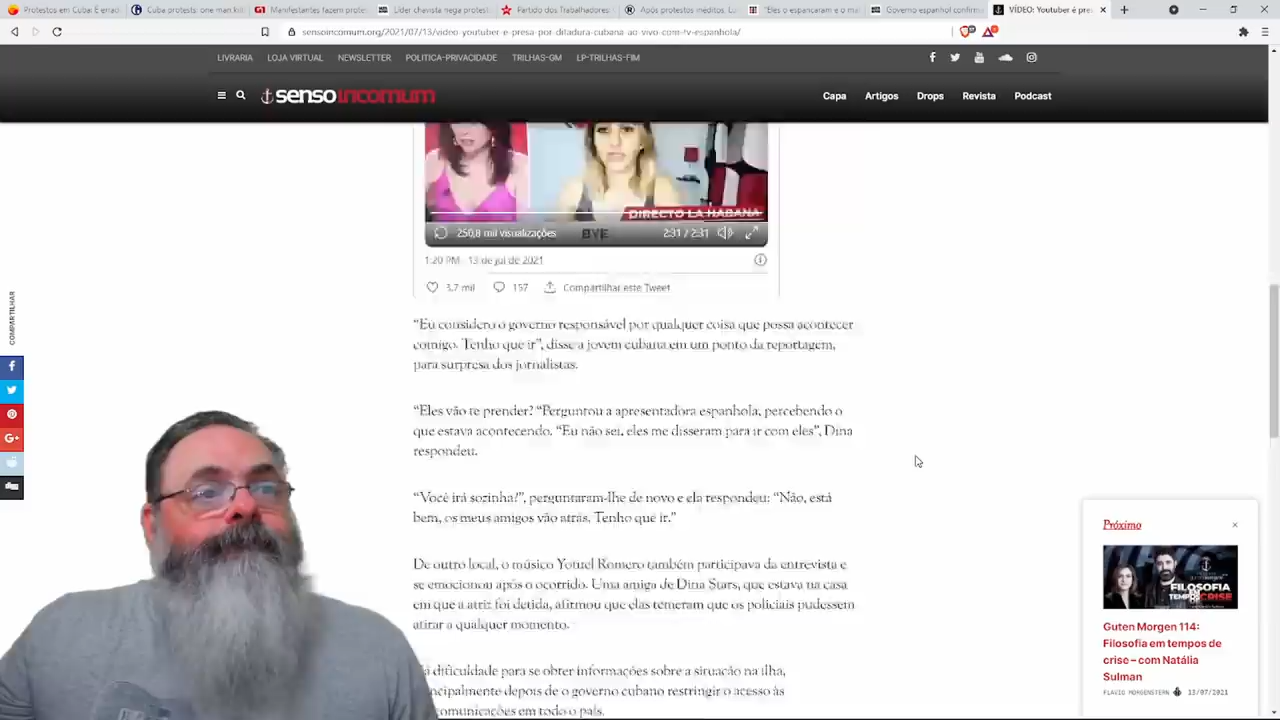 Protestos em Cuba: É errad
Cuba protests: one man kill
Manifestantes fazem protes
Líder chavista nega protest
Partido dos Trabalhadores
Após protestos inéditos, Lu
"Eles o espancaram e o ma
Governo espanhol confirm
VÍDEO: Youtuber é pres
sensoincomum.org/2021/07/13/video-youtuber-e-presa-por-ditadura-cubana-ao-vivo-com-tv-espanhola/
LIVRARIA LOJA VIRTUAL NEWSLETTER POLITICA-PRIVACIDADE TRILHAS-GM LP-TRILHAS-FIM
sensoincomum
Capa Artigos Drops Revista Podcast
DIRECTO LA HABANA
256,8 mil visualizações
2:31 / 2:31
1:20 PM · 13 de jul de 2021
3,7 mil 157 Compartilhar este Tweet
COMPARTILHAR
“Eu considero o governo responsável por qualquer coisa que possa acontecer
comigo. Tenho que ir”, disse a jovem cubana em um ponto da reportagem,
para surpresa dos jornalistas.
“Eles vão te prender? “Perguntou a apresentadora espanhola, percebendo o
que estava acontecendo. “Eu não sei, eles me disseram para ir com eles”, Dina
respondeu.
“Você irá sozinha?”, perguntaram-lhe de novo e ela respondeu: “Não, está
bem, os meus amigos vão atrás. Tenho que ir.”
De outro local, o músico Yotuel Romero também participava da entrevista e
se emocionou após o ocorrido. Uma amiga de Dina Stars, que estava na casa
em que a atriz foi detida, afirmou que elas temeram que os policiais pudessem
atirar a qualquer momento.
dificuldade para se obter informações sobre a situação na ilha,
ncipalmente depois de o governo cubano restringir o acesso às
comunicações em todo o país.
Próximo
FILOSOFIA
TEMPOS
CRISE
Guten Morgen 114:
Filosofia em tempos de
crise – com Natália
Sulman
FLAVIO MORGENSTERN 13/07/2021